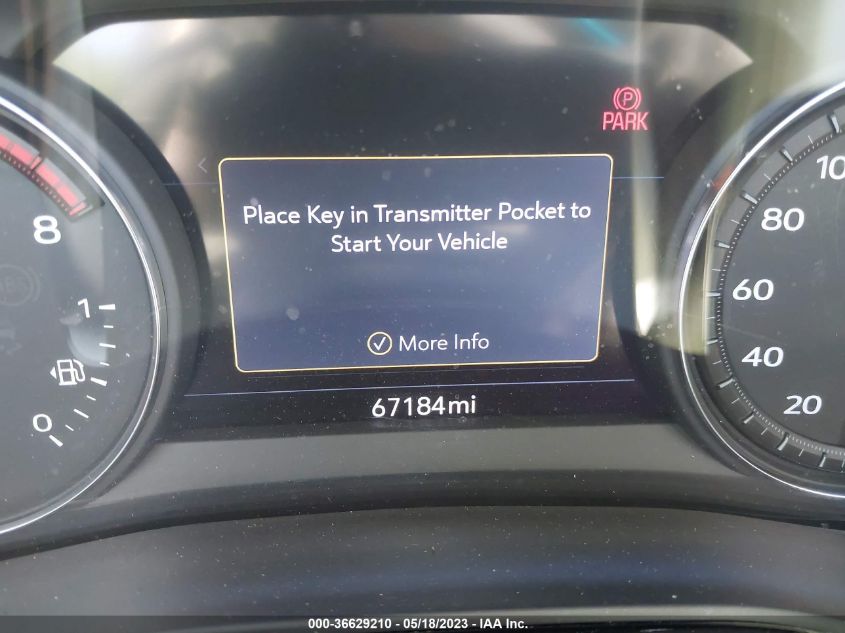 PARK
Place Key in Transmitter Pocket to
Start Your Vehicle
More Info
67184mi
8
1
0
80
60
40
20
000-36629210 - 05/18/2023 - IAA Inc.